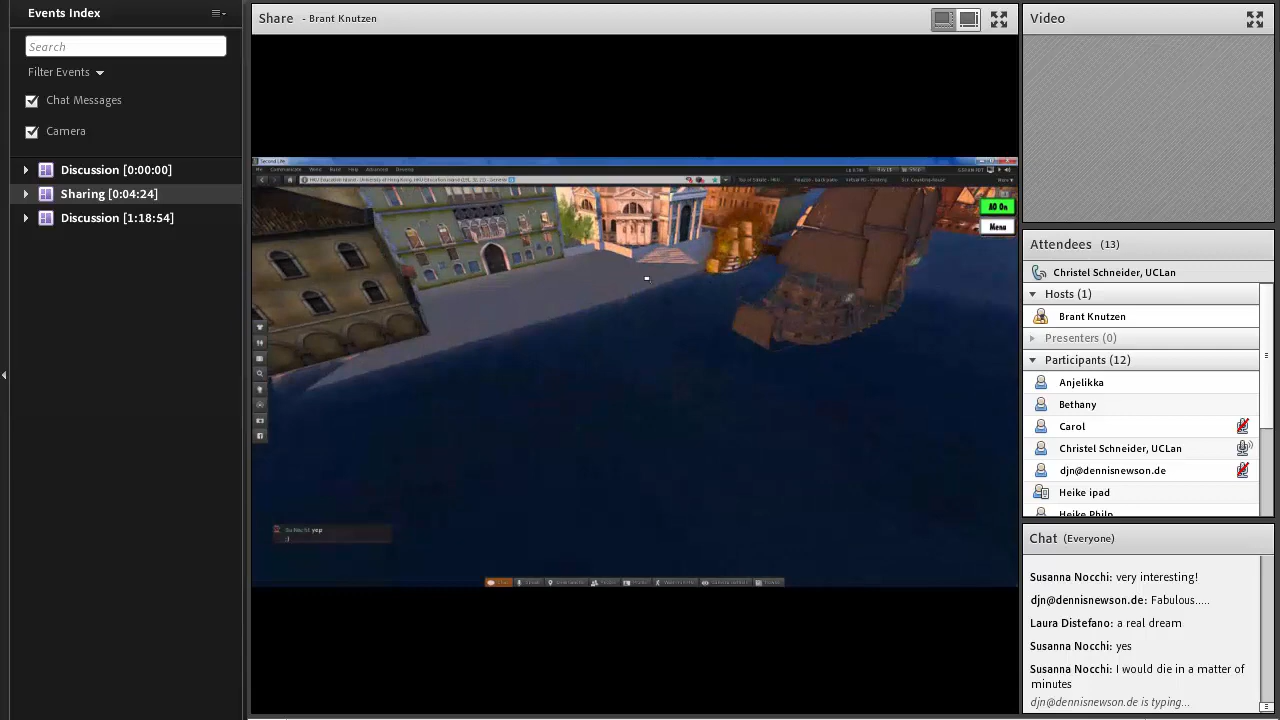 Events Index
Search
Filter Events
Chat Messages
Camera
Discussion [0:00:00]
Sharing [0:04:24]
Discussion [1:18:54]
Share - Brant Knutzen
Second Life
AO On
Menu
yep
:)
Video
Attendees (13)
Christel Schneider, UCLan
Hosts (1)
Brant Knutzen
Presenters (0)
Participants (12)
Anjelikka
Bethany
Carol
Christel Schneider, UCLan
djn@dennisnewson.de
Heike ipad
Heike Philp
Chat (Everyone)
Susanna Nocchi: very interesting!
djn@dennisnewson.de: Fabulous.....
Laura Distefano: a real dream
Susanna Nocchi: yes
Susanna Nocchi: I would die in a matter of
minutes
djn@dennisnewson.de is typing...